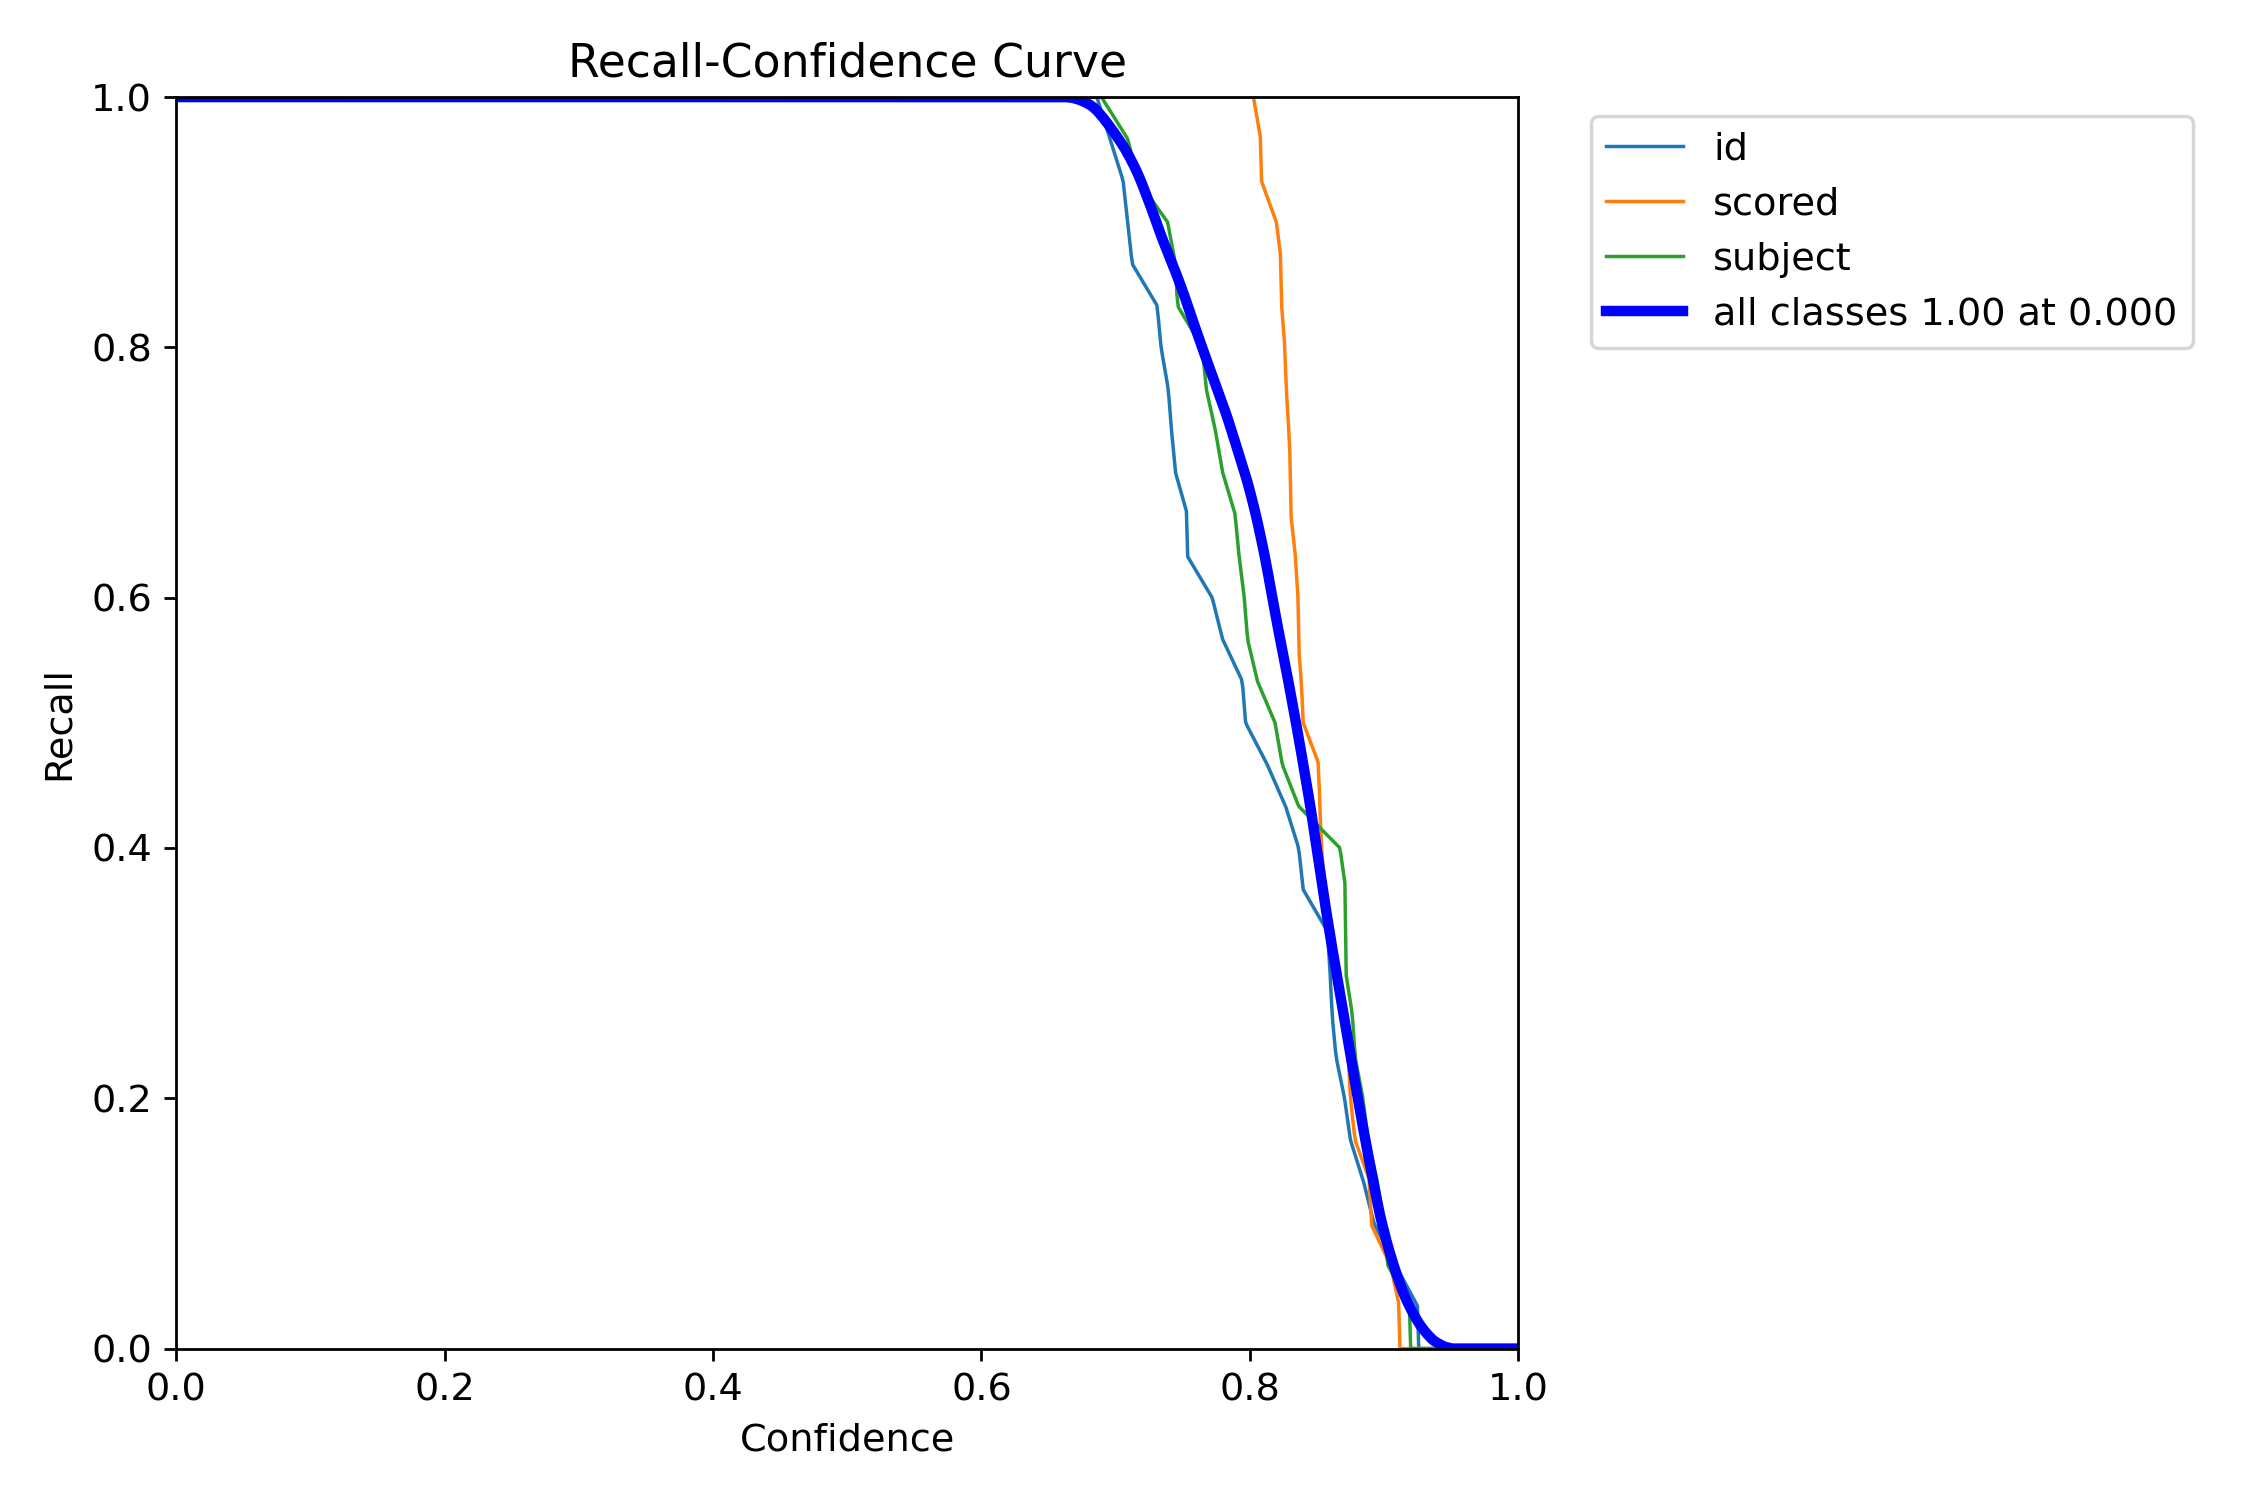 Recall-Confidence Curve
1.0
0.8
0.6
0.4
0.2
0.0
Recall
0.0 0.2 0.4 0.6 0.8 1.0
Confidence
id
scored
subject
all classes 1.00 at 0.000